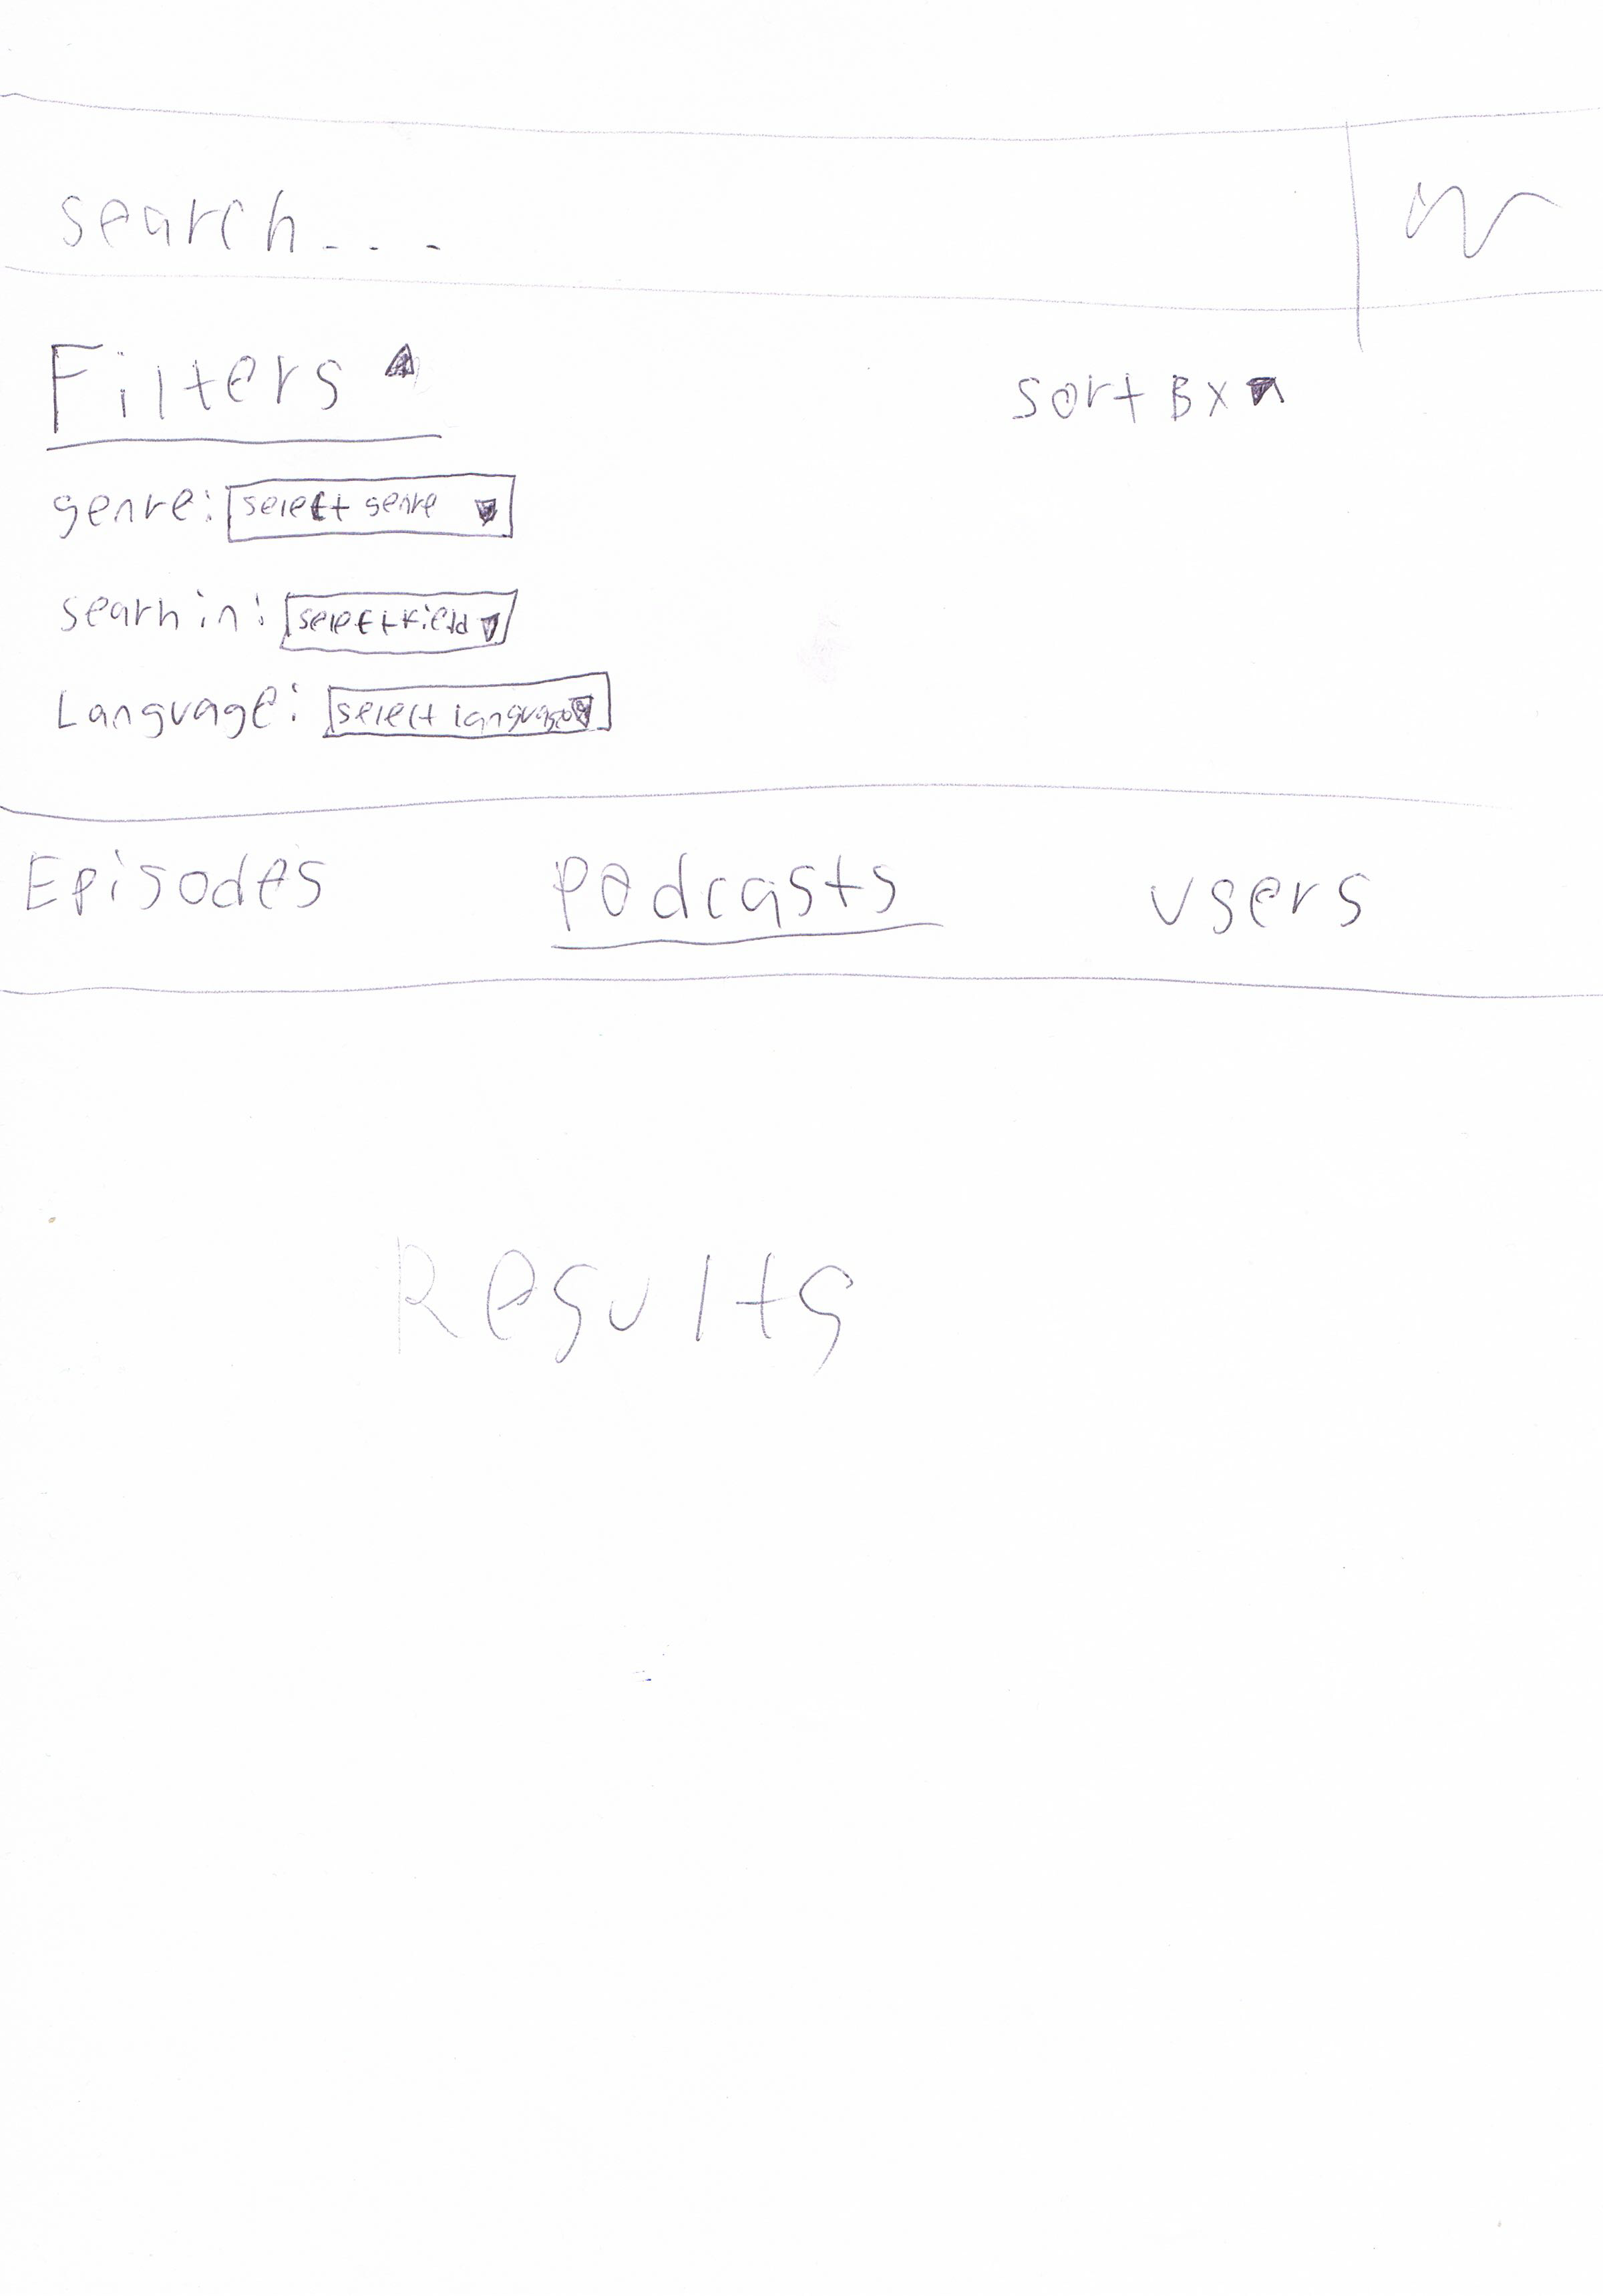 search...
Filters
sort Bx
genre: select genre
searh in: select field
Language: select language
Episodes podcasts users
Results